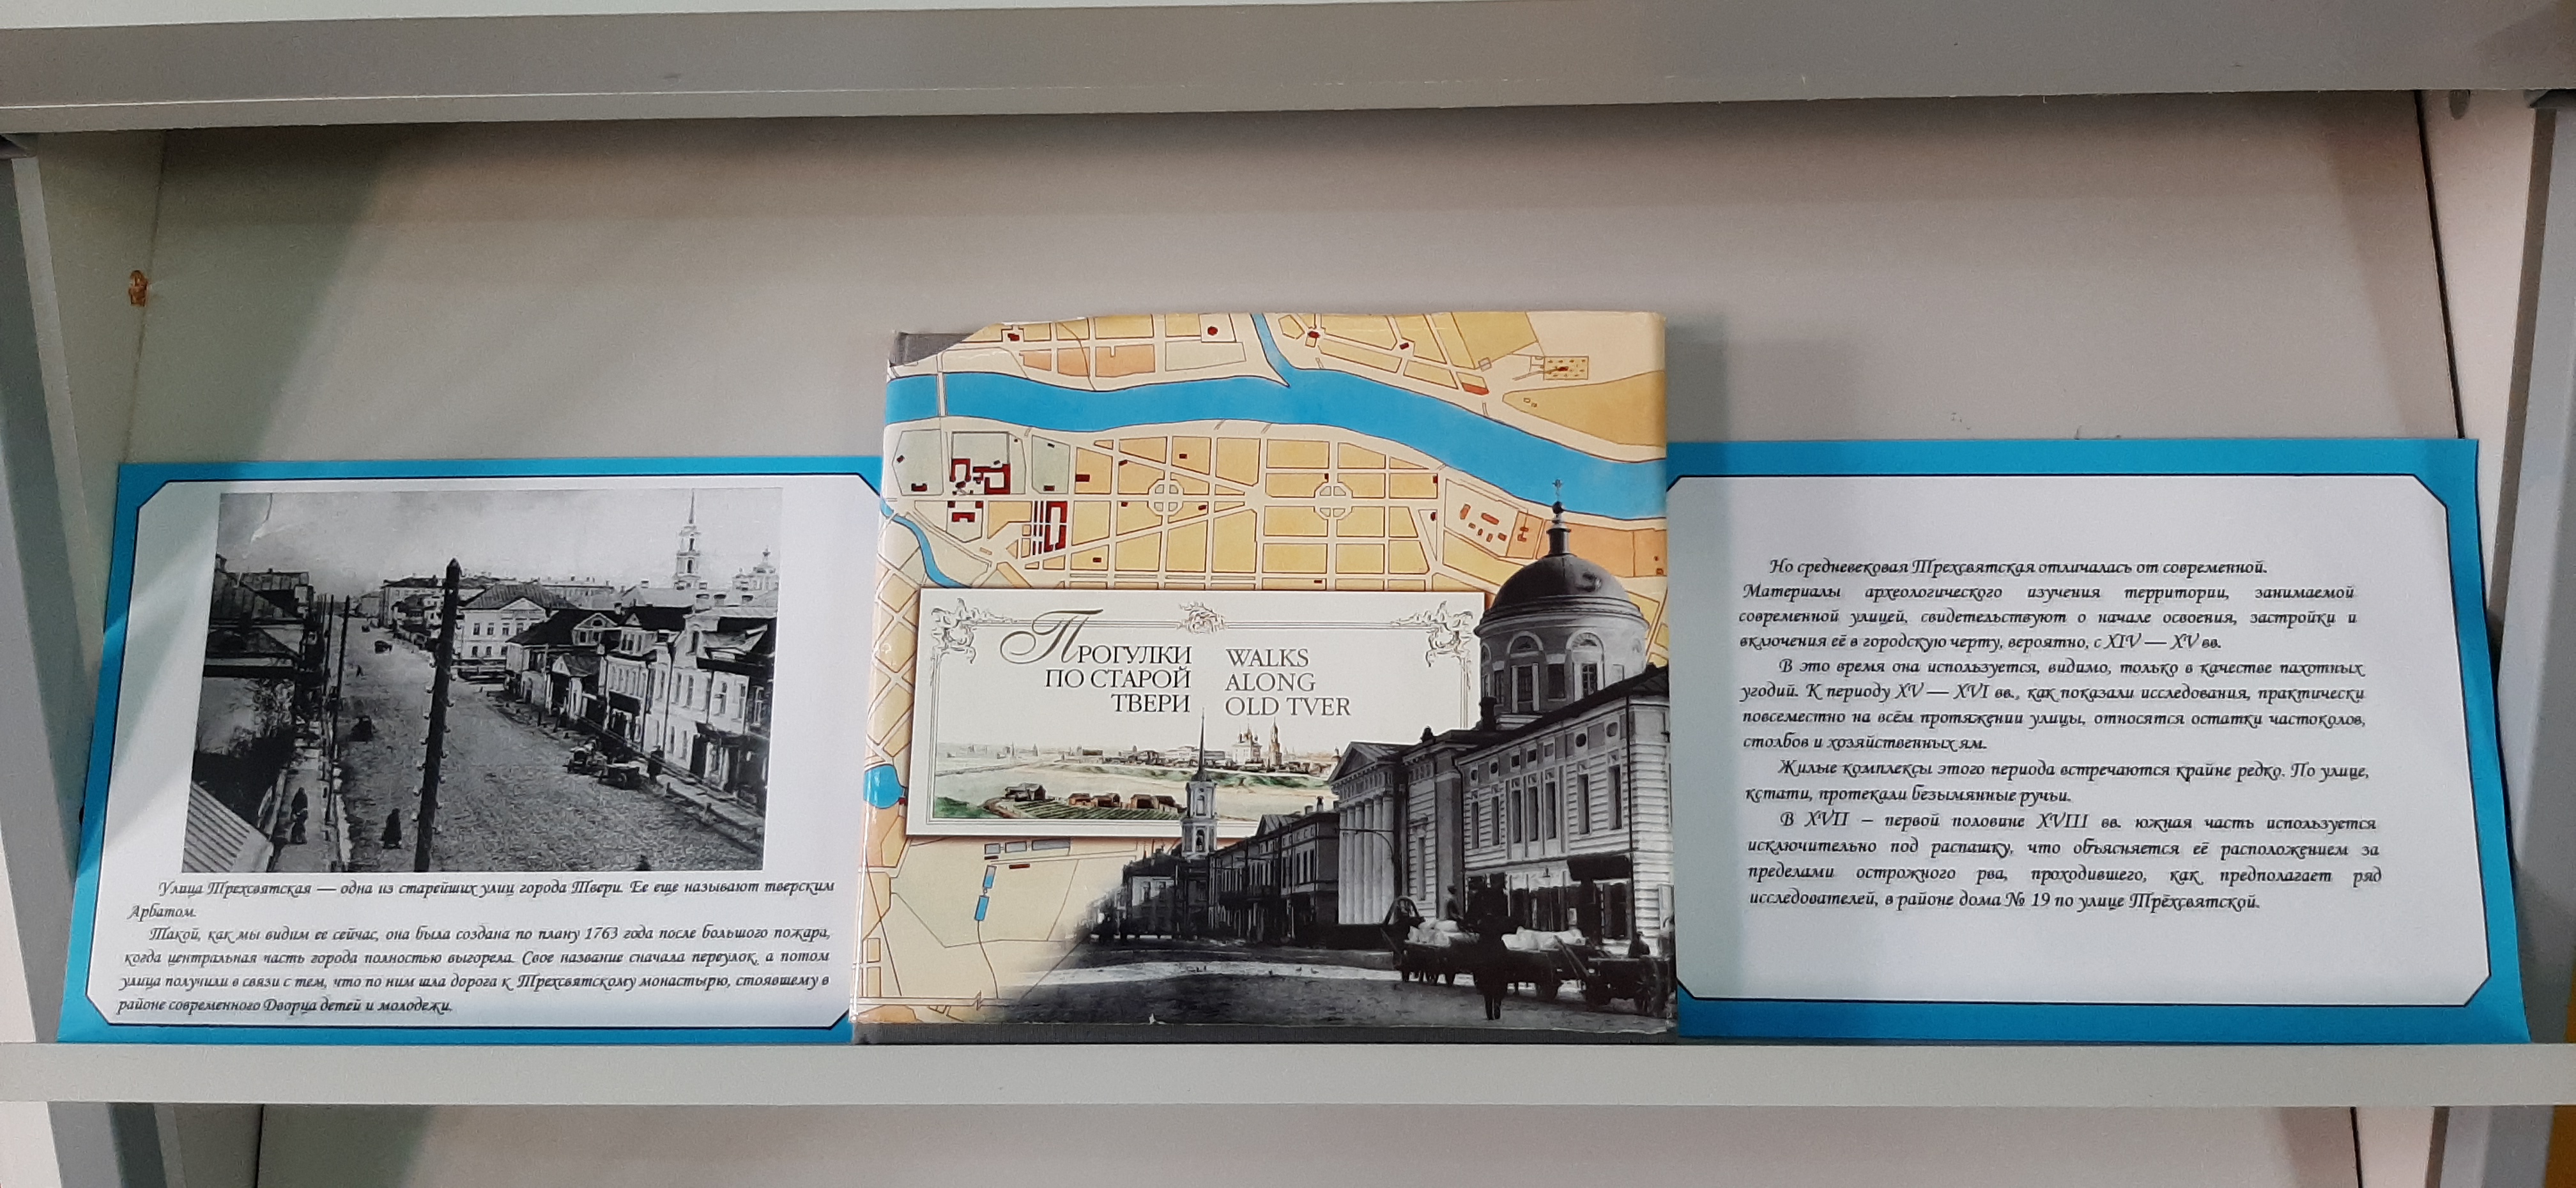 Улица Трехсвятская — одна из старейших улиц города Твери. Ее еще называют тверским
Арбатом.
Такой, как мы видим ее сейчас, она была создана по плану 1763 года после большого пожара,
когда центральная часть города полностью выгорела. Свое название сначала переулок, а потом
улица получили в связи с тем, что по ним шла дорога к Трехсвятскому монастырю, стоявшему в
районе современного Дворца детей и молодежи.
ПРОГУЛКИ
ПО СТАРОЙ
ТВЕРИ
WALKS
ALONG
OLD TVER
Но средневековая Трехсвятская отличалась от современной.
Материалы археологического изучения территории, занимаемой
современной улицей, свидетельствуют о начале освоения, застройки и
включения её в городскую черту, вероятно, с XIV — XV вв.
В это время она используется, видимо, только в качестве пахотных
угодий. К периоду XV — XVI вв., как показали исследования, практически
повсеместно на всём протяжении улицы, относятся остатки частоколов,
столбов и хозяйственных ям.
Жилые комплексы этого периода встречаются крайне редко. По улице,
кстати, протекали безымянные ручьи.
В XVII – первой половине XVIII вв. южная часть используется
исключительно под распашку, что объясняется её расположением за
пределами острожного рва, проходившего, как предполагает ряд
исследователей, в районе дома № 19 по улице Трёхсвятской.